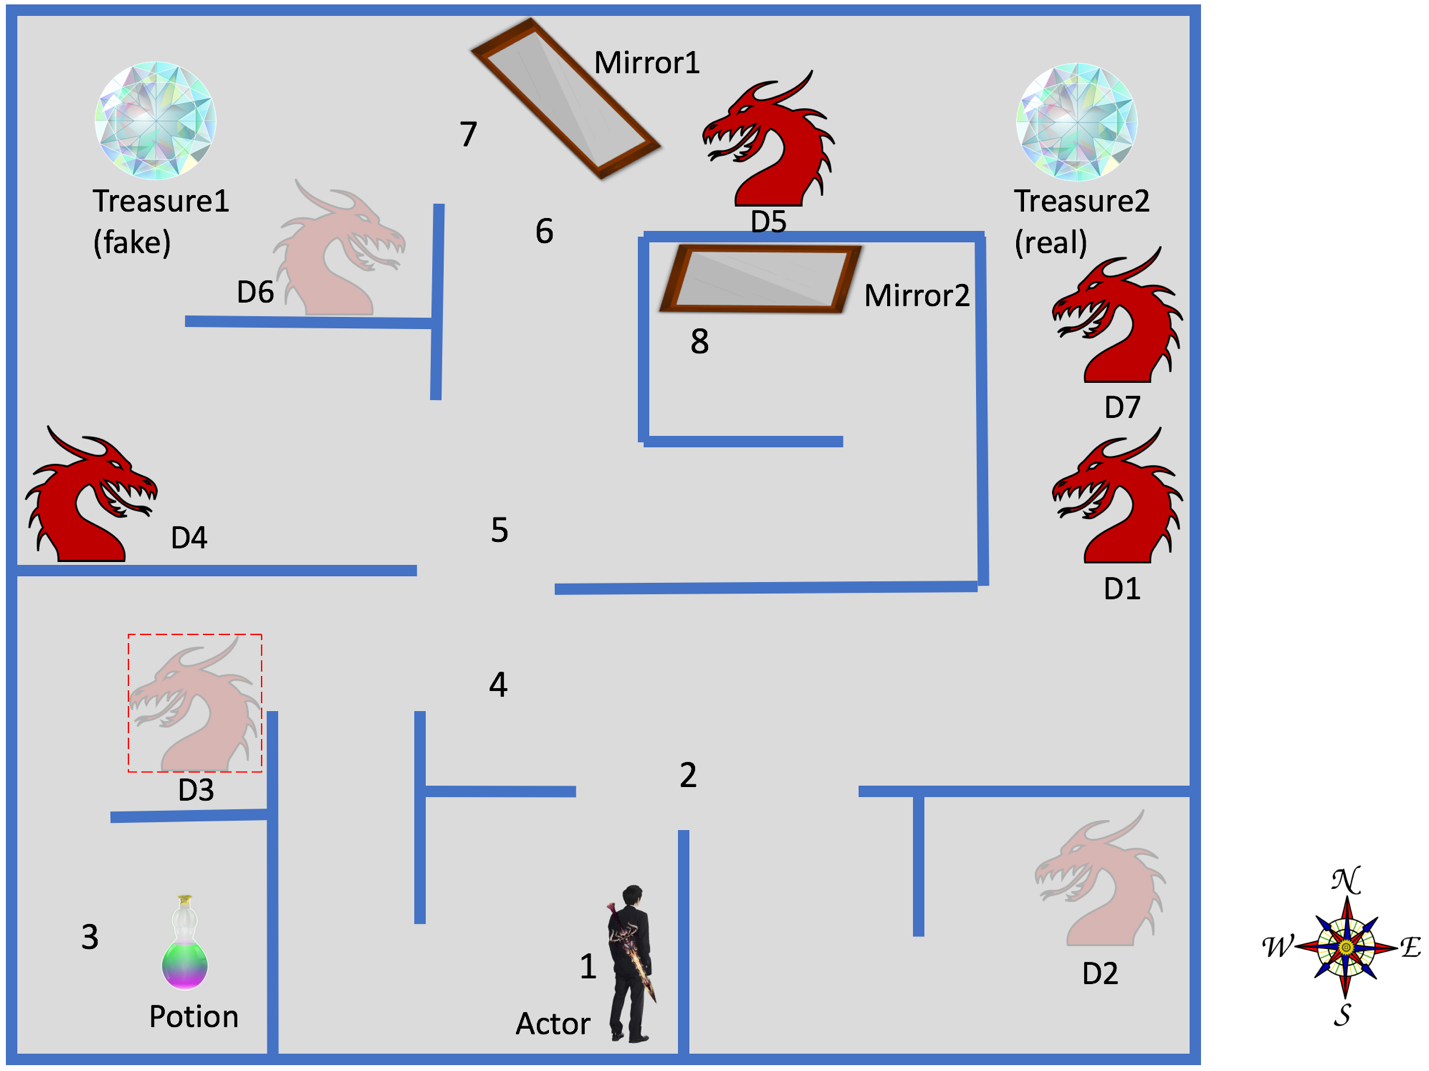 Mirror1
7
Treasure1
(fake)
Treasure2
(real)
D5
6
D6
Mirror2
8
D7
D4
5
D1
4
D3
2
3
1
Potion
Actor
D2
N
W
E
S